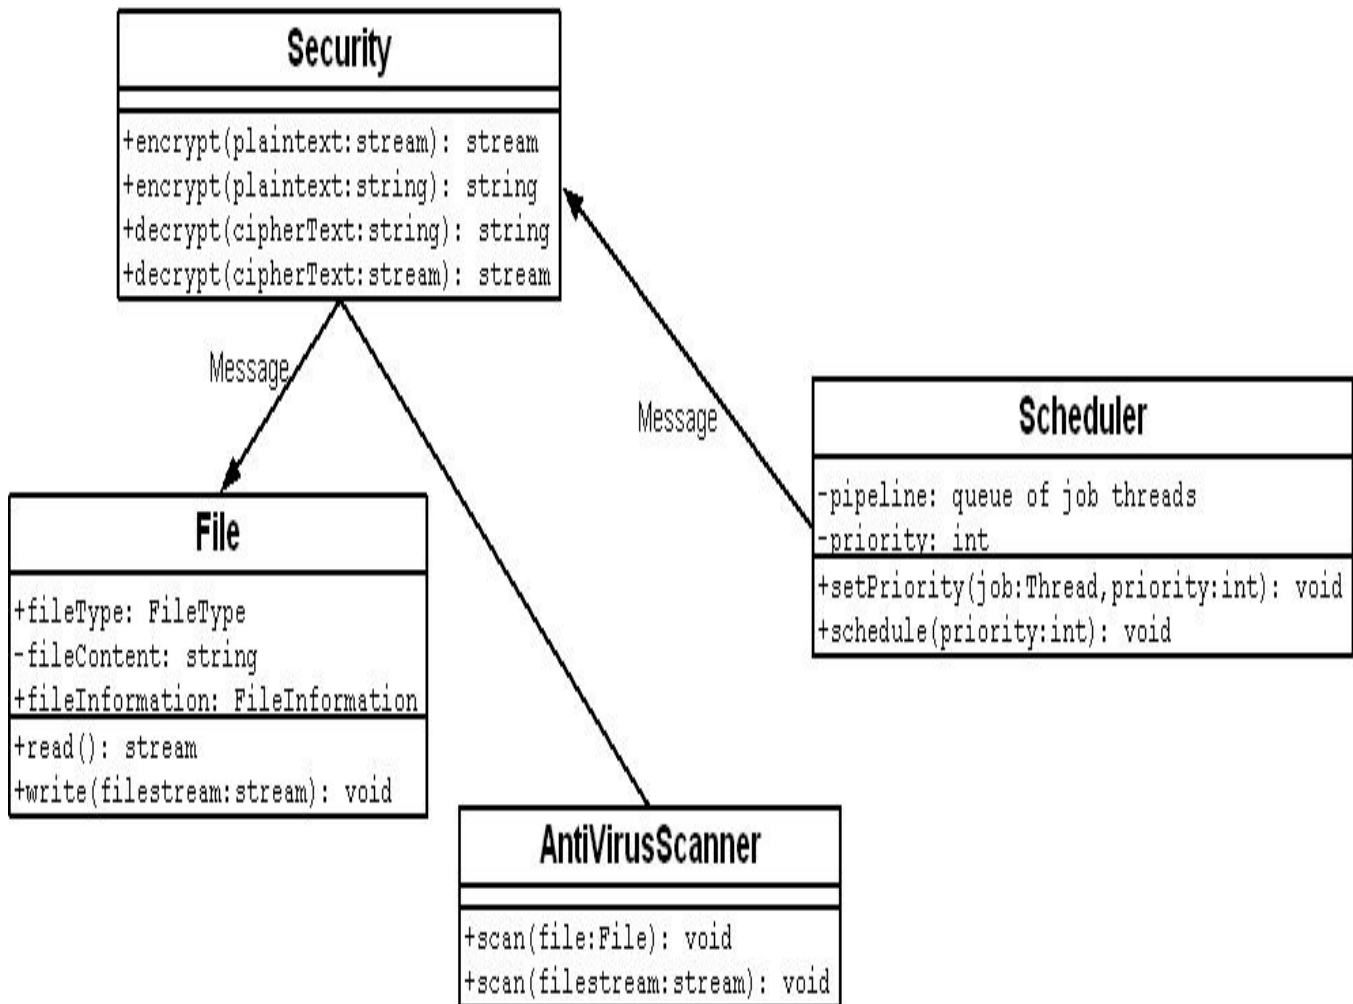 Security
+encrypt(plaintext:stream): stream
+encrypt(plaintext:string): string
+decrypt(cipherText:string): string
+decrypt(cipherText:stream): stream
Message
Message
Scheduler
-pipeline: queue of job threads
-priority: int
+setPriority(job:Thread,priority:int): void
+schedule(priority:int): void
File
+fileType: FileType
-fileContent: string
+fileInformation: FileInformation
+read(): stream
+write(filestream:stream): void
AntiVirusScanner
+scan(file:File): void
+scan(filestream:stream): void